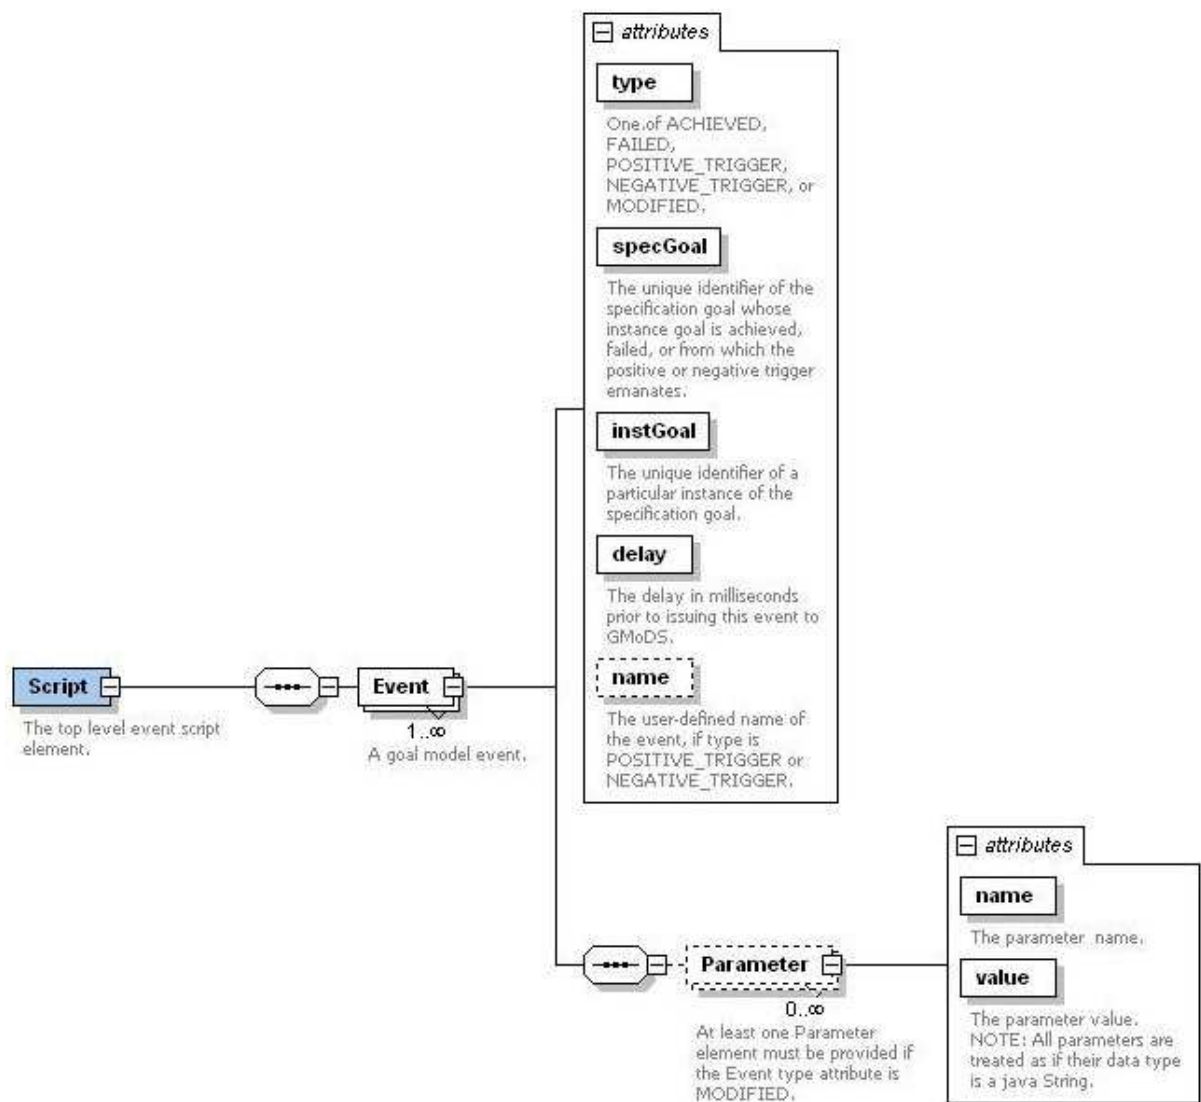 attributes
type
One.of ACHIEVED,
FAILED,
POSITIVE_TRIGGER,
NEGATIVE_TRIGGER, or
MODIFIED.
specGoal
The unique identifier of the
specification goal whose
instance goal is achieved,
failed, or from which the
positive or negative trigger
emanates.
instGoal
The unique identifier of a
particular instance of the
specification goal.
delay
The delay in milliseconds
prior to issuing this event to
GMoDS.
name
The user-defined name of
the event, if type is
POSITIVE_TRIGGER or
NEGATIVE_TRIGGER.
Script
The top level event script
element.
Event
1..∞
A goal model event.
Parameter
0..∞
At least one Parameter
element must be provided if
the Event type attribute is
MODIFIED.
attributes
name
The parameter name.
value
The parameter value.
NOTE: All parameters are
treated as if their data type
is a java String.